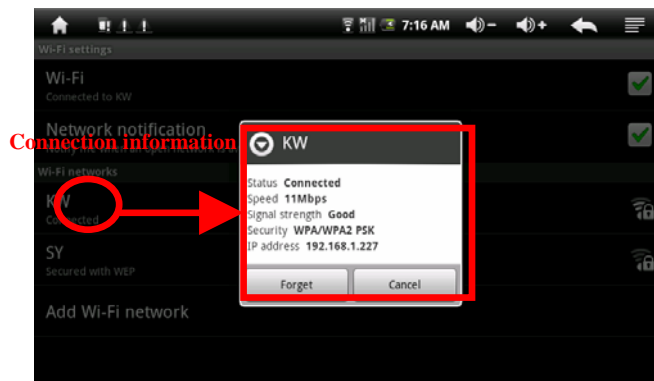 7:16 AM
Wi-Fi settings
Wi-Fi
Connected to KW
Network notification
Connection information
Wi-Fi networks
KW
Connected
SY
Secured with WEP
Add Wi-Fi network
KW
Status Connected
Speed 11Mbps
Signal strength Good
Security WPA/WPA2 PSK
IP address 192.168.1.227
Forget Cancel